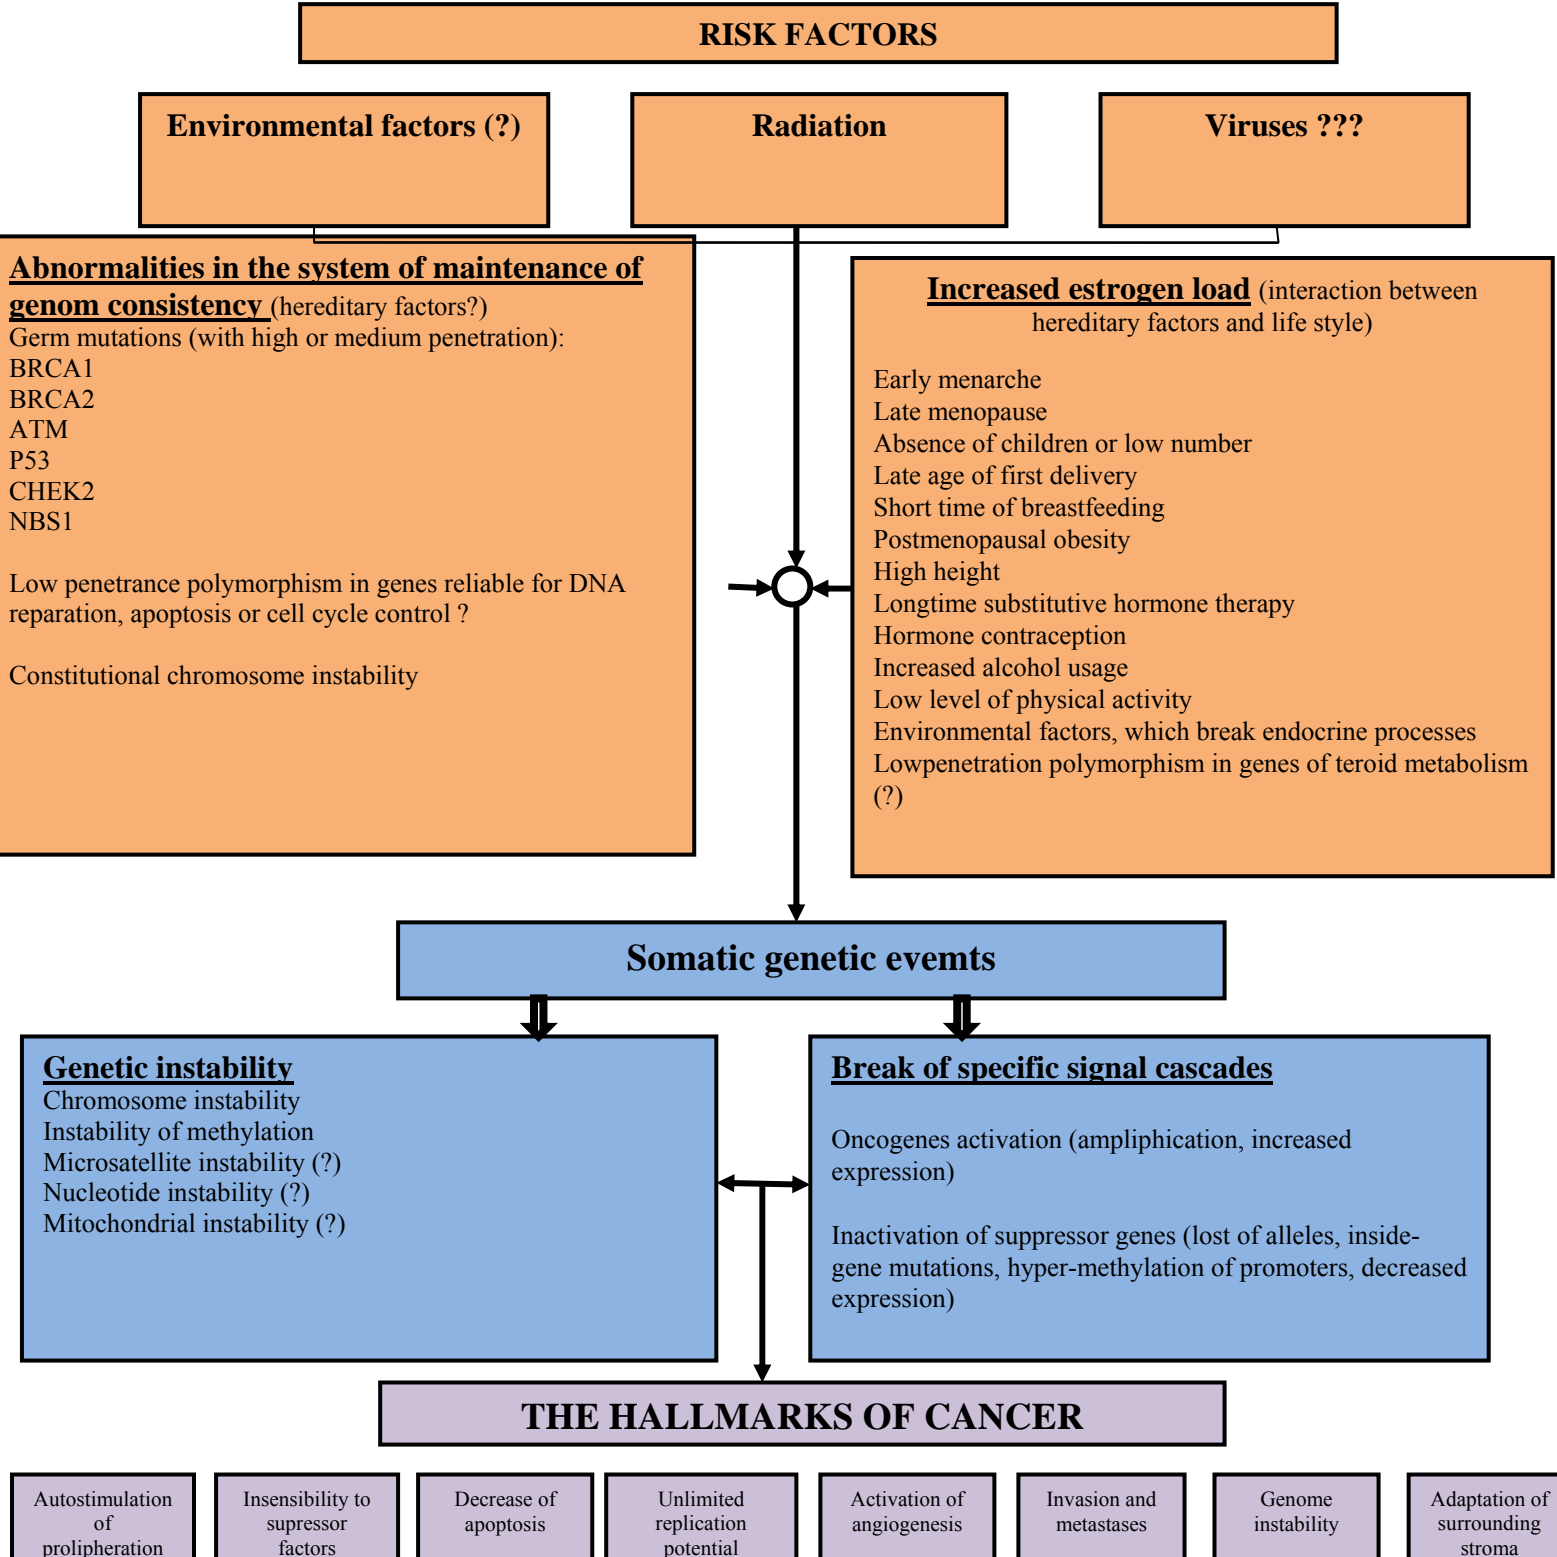 RISK FACTORS
Environmental factors (?)
Radiation
Viruses ???
Abnormalities in the system of maintenance of
genom consistency (hereditary factors?)
Germ mutations (with high or medium penetration):
BRCA1
BRCA2
ATM
P53
CHEK2
NBS1
Low penetrance polymorphism in genes reliable for DNA
reparation, apoptosis or cell cycle control ?
Constitutional chromosome instability
Increased estrogen load (interaction between
hereditary factors and life style)
Early menarche
Late menopause
Absence of children or low number
Late age of first delivery
Short time of breastfeeding
Postmenopausal obesity
High height
Longtime substitutive hormone therapy
Hormone contraception
Increased alcohol usage
Low level of physical activity
Environmental factors, which break endocrine processes
Lowpenetration polymorphism in genes of teroid metabolism
(?)
Somatic genetic evemts
Genetic instability
Chromosome instability
Instability of methylation
Microsatellite instability (?)
Nucleotide instability (?)
Mitochondrial instability (?)
Break of specific signal cascades
Oncogenes activation (ampliphication, increased
expression)
Inactivation of suppressor genes (lost of alleles, inside-
gene mutations, hyper-methylation of promoters, decreased
expression)
THE HALLMARKS OF CANCER
Autostimulation
of
prolipheration
Insensibility to
supressor
factors
Decrease of
apoptosis
Unlimited
replication
potential
Activation of
angiogenesis
Invasion and
metastases
Genome
instability
Adaptation of
surrounding
stroma